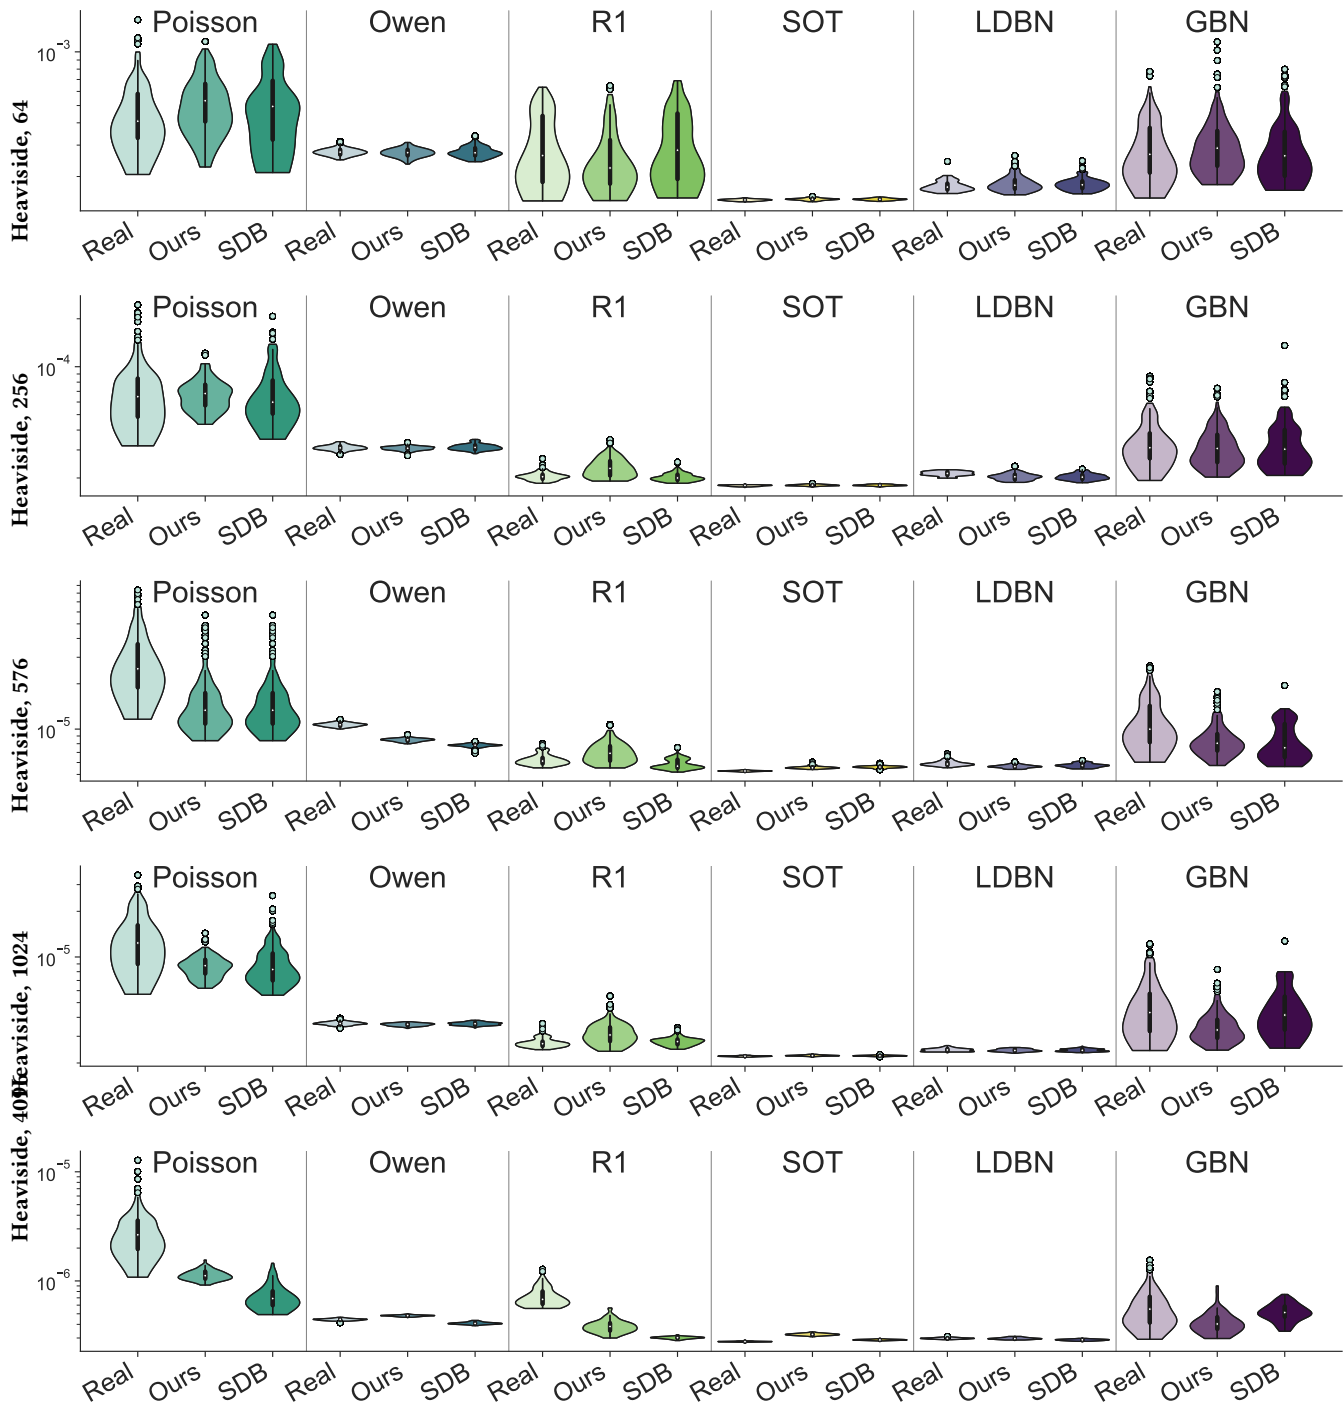 Poisson Owen R1 SOT LDBN GBN
10−3
Heaviside, 64
Real Ours SDB Real Ours SDB Real Ours SDB Real Ours SDB Real Ours SDB Real Ours SDB
Poisson Owen R1 SOT LDBN GBN
10−4
Heaviside, 256
Real Ours SDB Real Ours SDB Real Ours SDB Real Ours SDB Real Ours SDB Real Ours SDB
Poisson Owen R1 SOT LDBN GBN
10−5
Heaviside, 576
Real Ours SDB Real Ours SDB Real Ours SDB Real Ours SDB Real Ours SDB Real Ours SDB
Poisson Owen R1 SOT LDBN GBN
10−5
Heaviside, 1024
Real Ours SDB Real Ours SDB Real Ours SDB Real Ours SDB Real Ours SDB Real Ours SDB
Poisson Owen R1 SOT LDBN GBN
10−5
10−6
Heaviside,
Real Ours SDB Real Ours SDB Real Ours SDB Real Ours SDB Real Ours SDB Real Ours SDB